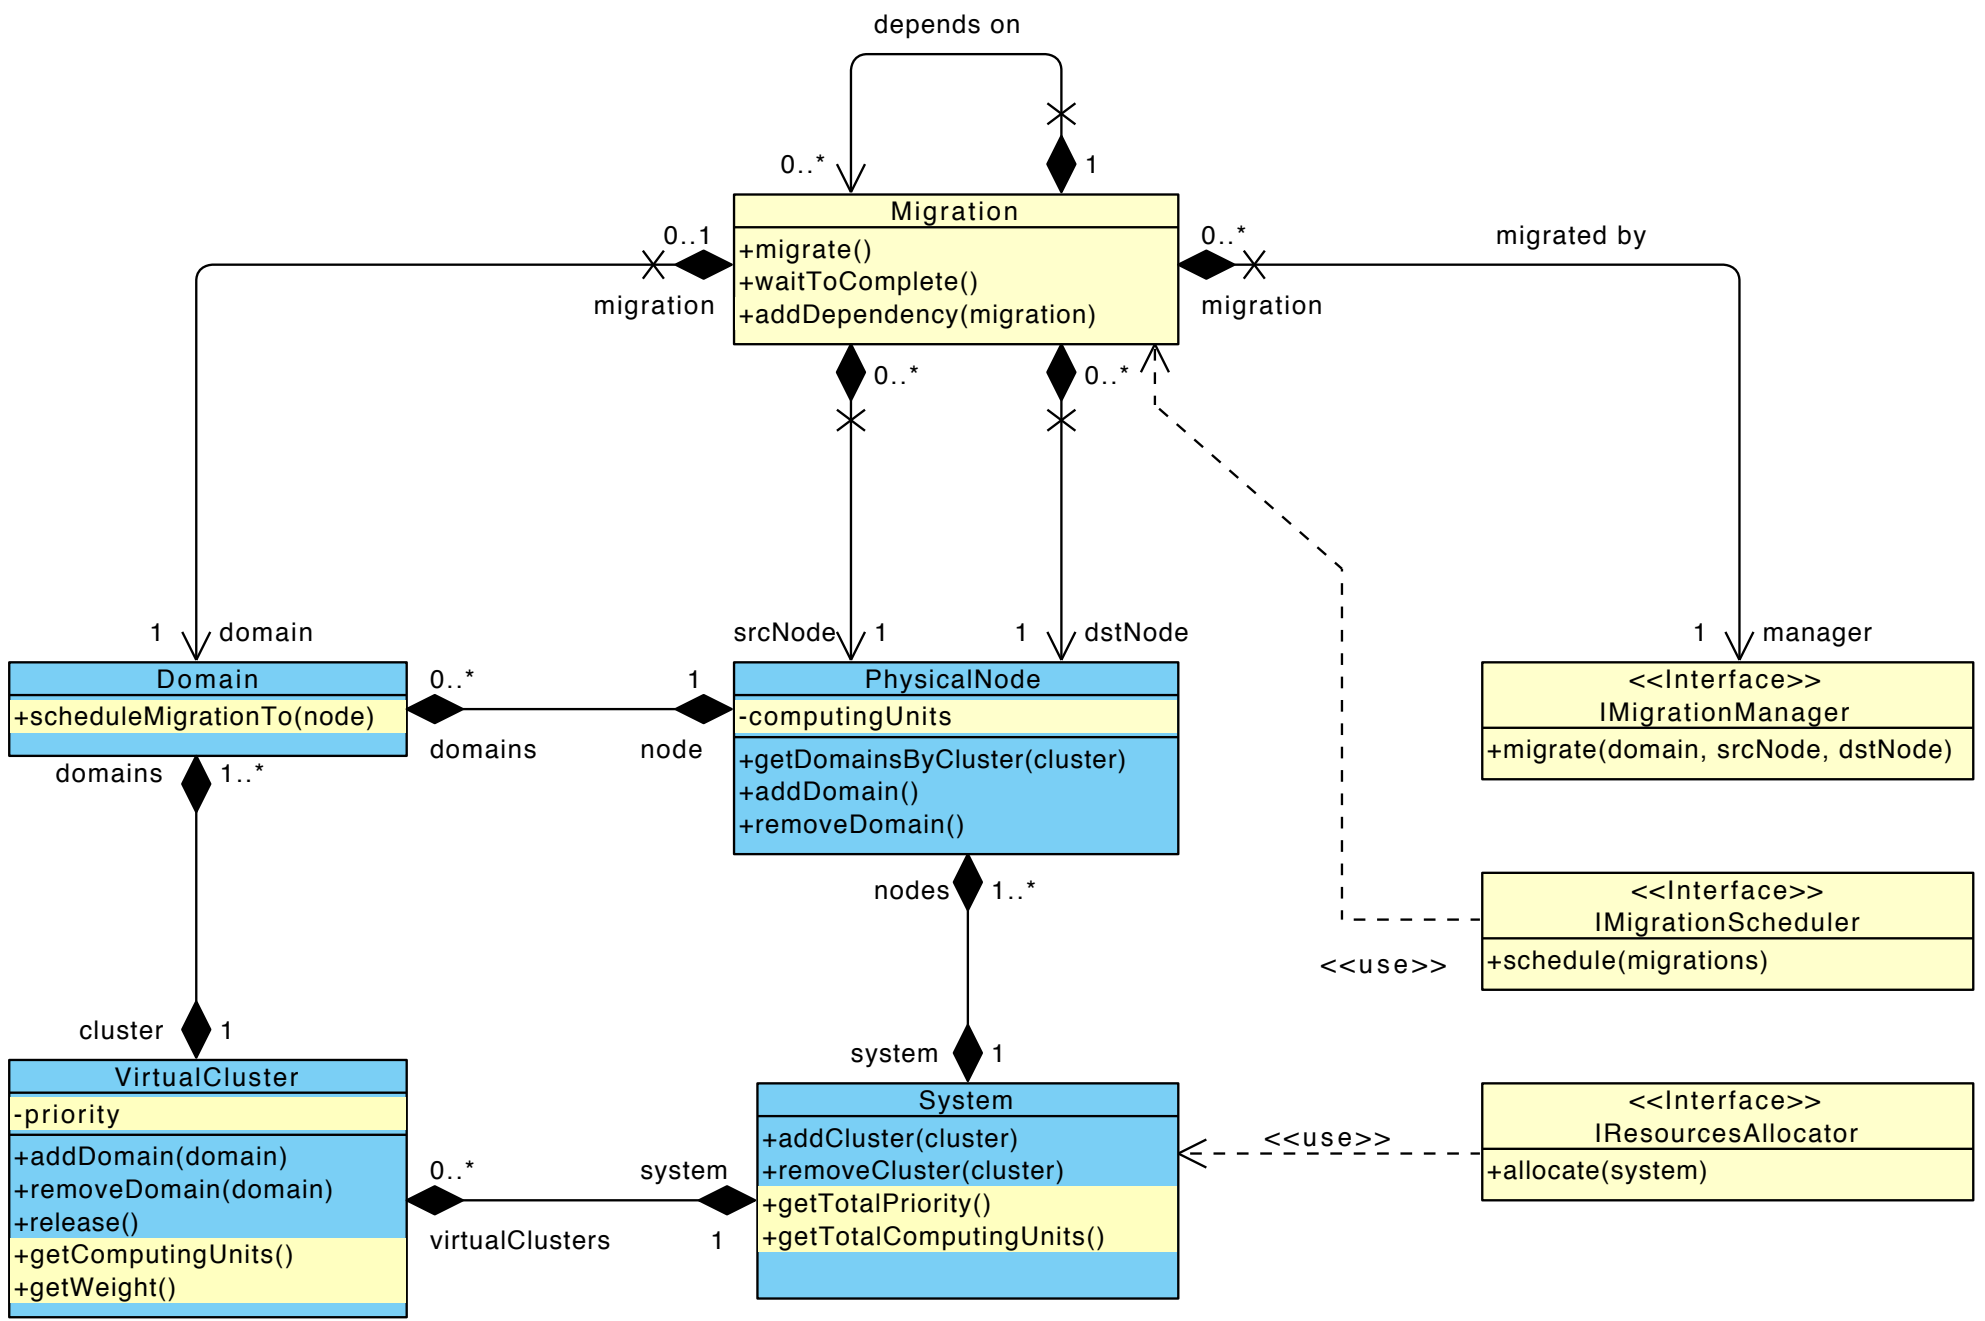 depends on
0..*
1
Migration
+migrate()
+waitToComplete()
+addDependency(migration)
0..1
migration
0..*
migrated by
migration
0..*
0..*
1
domain
srcNode
1
1
dstNode
1
manager
Domain
+scheduleMigrationTo(node)
0..*
1
domains
node
PhysicalNode
-computingUnits
+getDomainsByCluster(cluster)
+addDomain()
+removeDomain()
<<Interface>>
IMigrationManager
+migrate(domain, srcNode, dstNode)
domains
1..*
nodes
1..*
<<Interface>>
IMigrationScheduler
+schedule(migrations)
<<use>>
cluster
1
system
1
VirtualCluster
-priority
+addDomain(domain)
+removeDomain(domain)
+release()
+getComputingUnits()
+getWeight()
0..*
system
virtualClusters
1
System
+addCluster(cluster)
+removeCluster(cluster)
+getTotalPriority()
+getTotalComputingUnits()
<<use>>
<<Interface>>
IResourcesAllocator
+allocate(system)